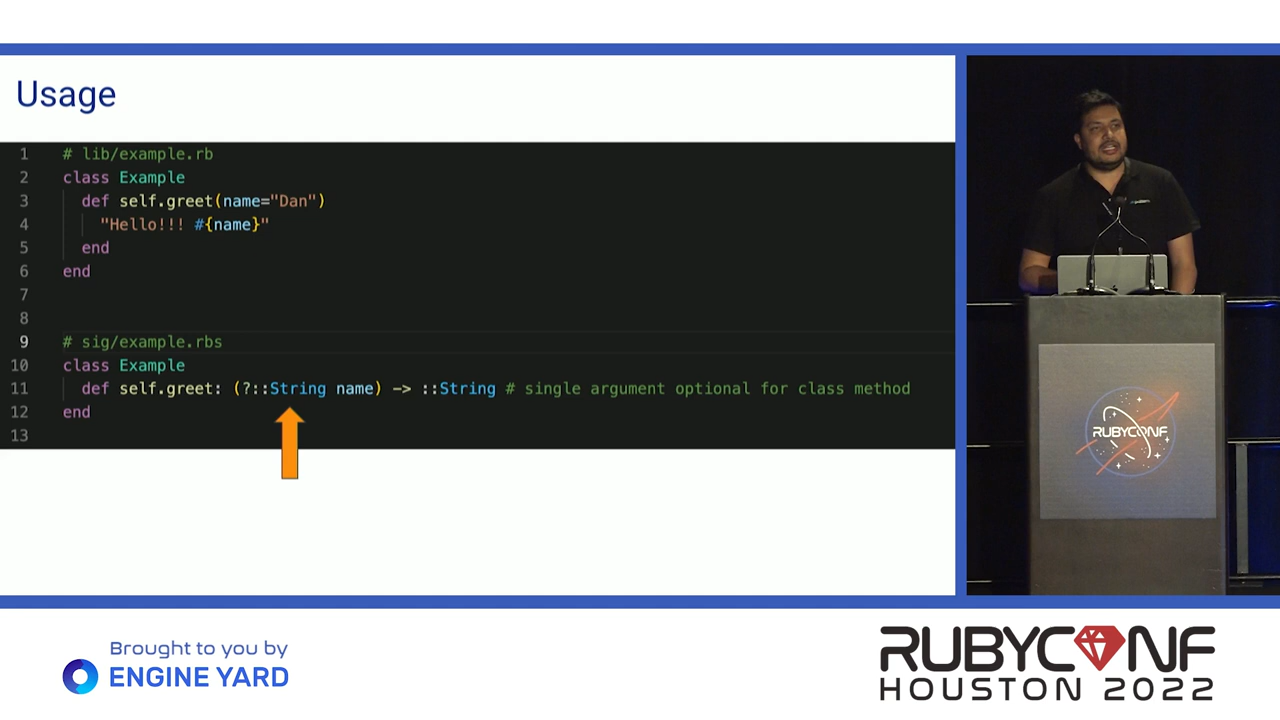 Usage
1 # lib/example.rb
2 class Example
3 def self.greet(name="Dan")
4 "Hello!!! #{name}"
5 end
6 end
7
8
9 # sig/example.rbs
10 class Example
11 def self.greet: (?::String name) -> ::String # single argument optional for class method
12 end
13
RUBYCONF
Brought to you by
ENGINE YARD
RUBYCONF
HOUSTON 2022